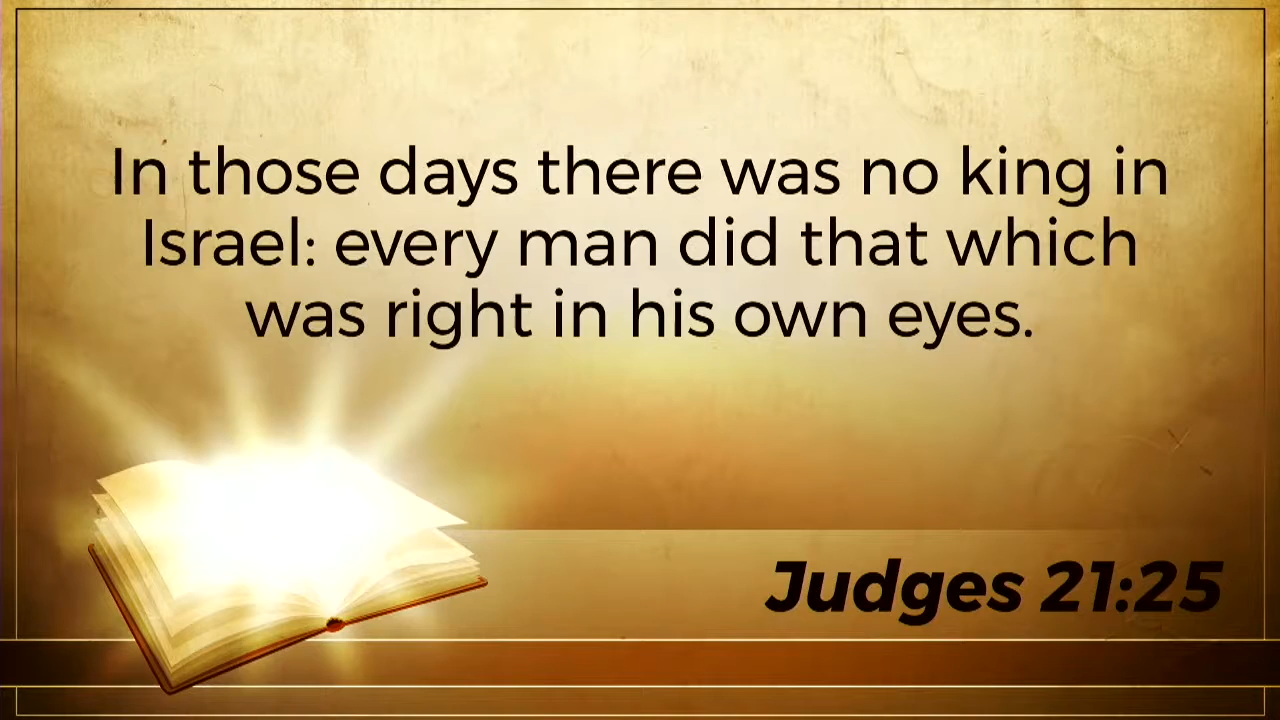 In those days there was no king in
Israel: every man did that which
was right in his own eyes.
Judges 21:25